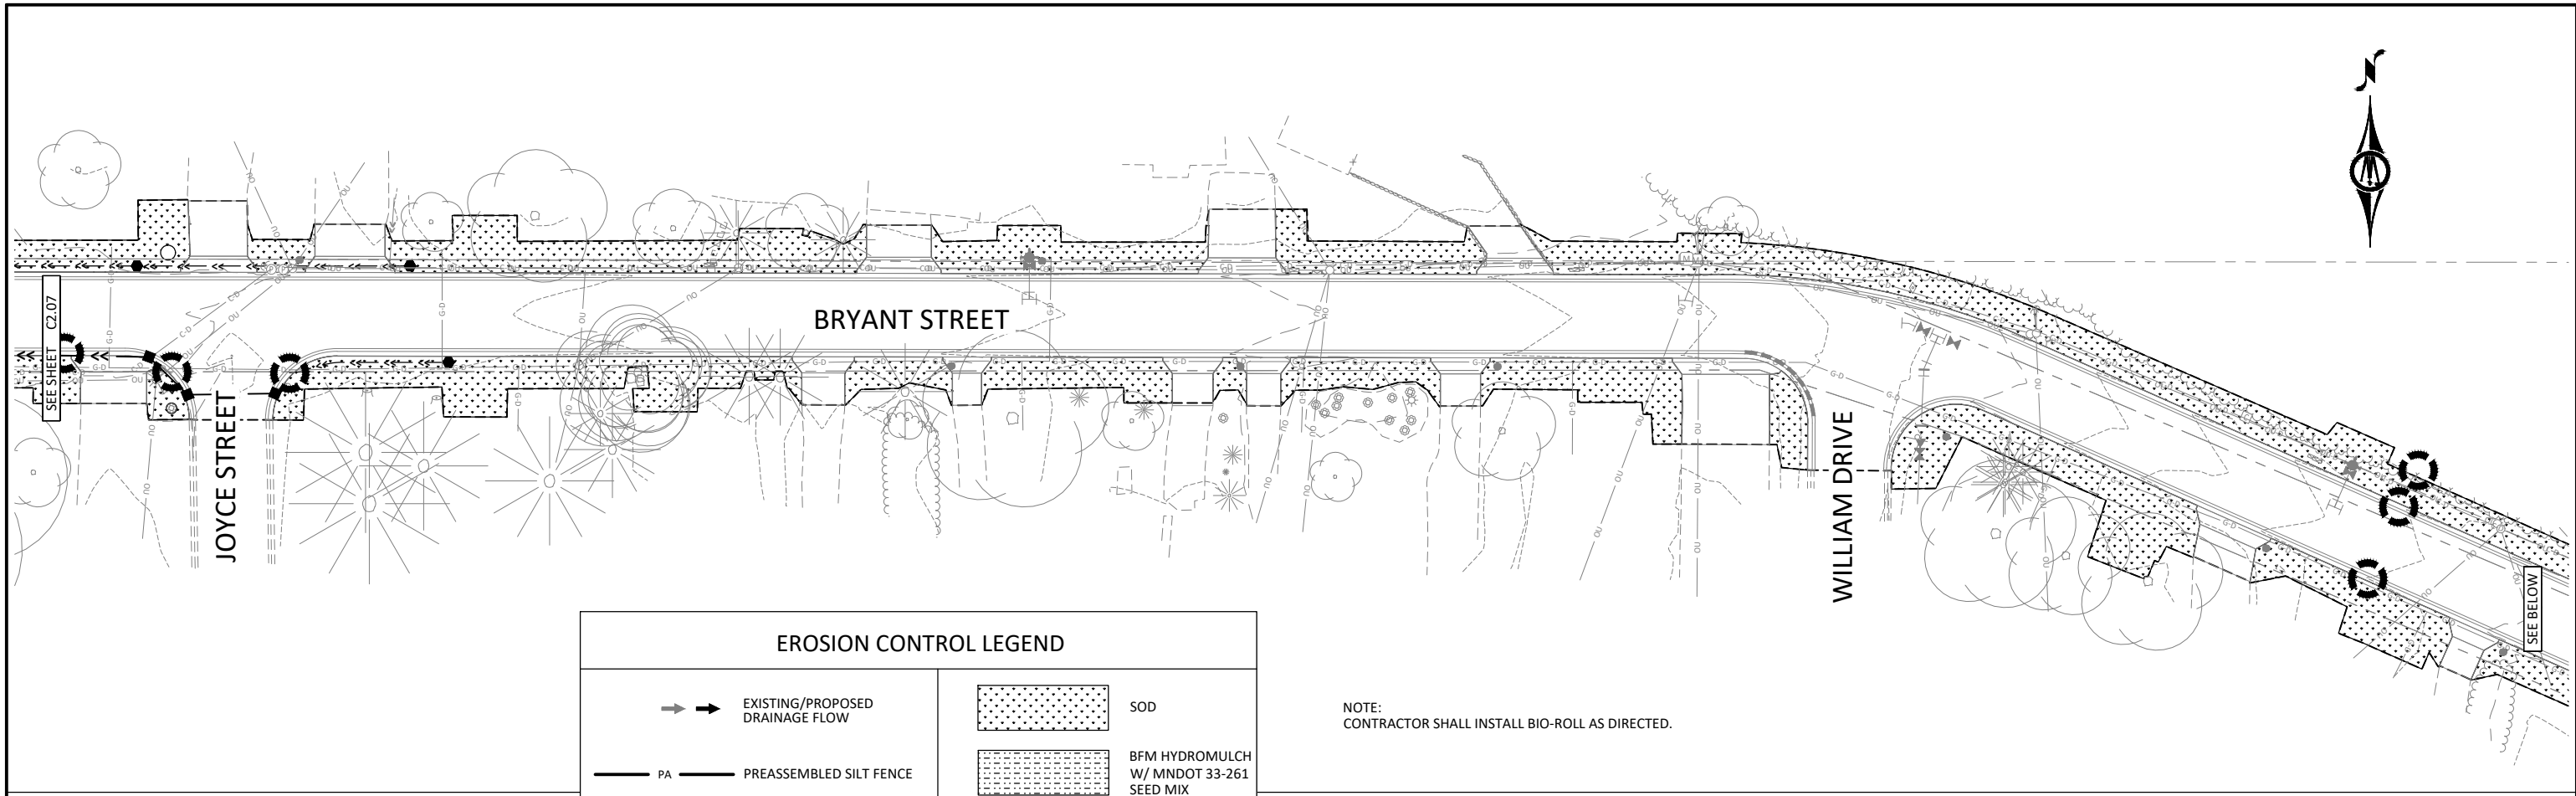 N
SEE SHEET C2.07
BRYANT STREET
JOYCE STREET
WILLIAM DRIVE
SEE BELOW
EROSION CONTROL LEGEND
EXISTING/PROPOSED
DRAINAGE FLOW
PA
PREASSEMBLED SILT FENCE
SOD
BFM HYDROMULCH
W/ MNDOT 33-261
SEED MIX
NOTE:
CONTRACTOR SHALL INSTALL BIO-ROLL AS DIRECTED.